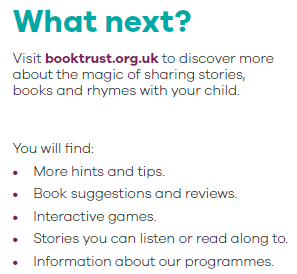 What next?
Visit booktrust.org.uk to discover more
about the magic of sharing stories,
books and rhymes with your child.
You will find:
• More hints and tips.
• Book suggestions and reviews.
• Interactive games.
• Stories you can listen or read along to.
• Information about our programmes.